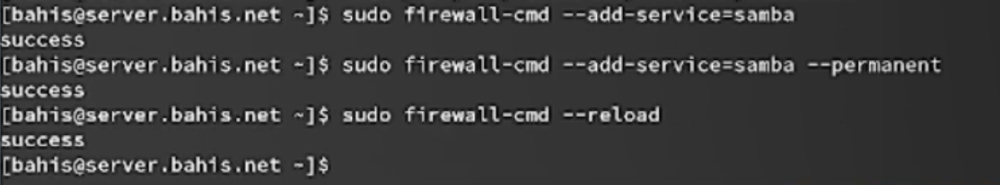 [bahis@server.bahis.net ~]$ sudo firewall-cmd --add-service=samba
success
[bahis@server.bahis.net ~]$ sudo firewall-cmd --add-service=samba --permanent
success
[bahis@server.bahis.net ~]$ sudo firewall-cmd --reload
success
[bahis@server.bahis.net ~]$